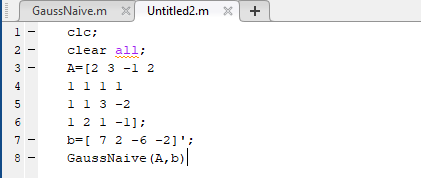 GaussNaive.m × Untitled2.m × +
1 – clc;
2 – clear all;
3 – A=[2 3 -1 2
4 1 1 1 1
5 1 1 3 -2
6 1 2 1 -1];
7 – b=[ 7 2 -6 -2]';
8 – GaussNaive(A,b)